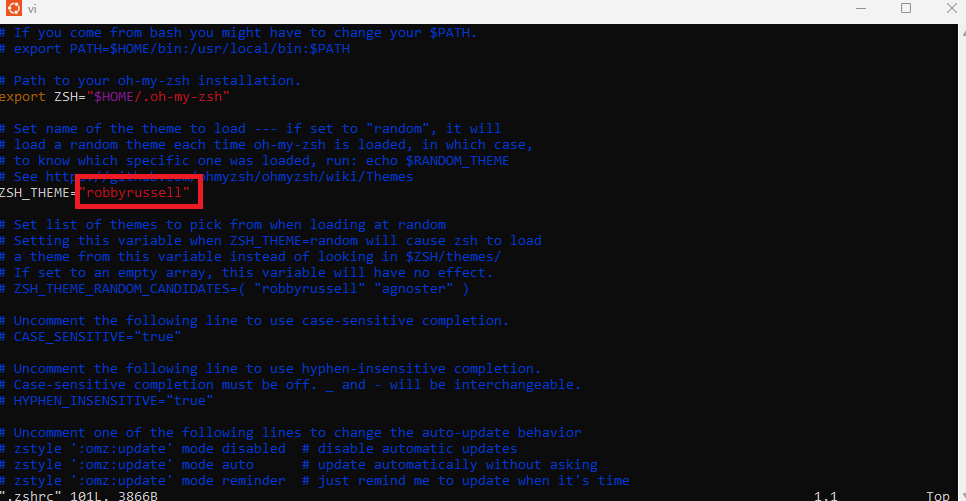 vi
# If you come from bash you might have to change your $PATH.
# export PATH=$HOME/bin:/usr/local/bin:$PATH
# Path to your oh-my-zsh installation.
export ZSH="$HOME/.oh-my-zsh"
# Set name of the theme to load --- if set to "random", it will
# load a random theme each time oh-my-zsh is loaded, in which case,
# to know which specific one was loaded, run: echo $RANDOM_THEME
# See https://github.com/ohmyzsh/ohmyzsh/wiki/Themes
ZSH_THEME="robbyrussell"
# Set list of themes to pick from when loading at random
# Setting this variable when ZSH_THEME=random will cause zsh to load
# a theme from this variable instead of looking in $ZSH/themes/
# If set to an empty array, this variable will have no effect.
# ZSH_THEME_RANDOM_CANDIDATES=( "robbyrussell" "agnoster" )
# Uncomment the following line to use case-sensitive completion.
# CASE_SENSITIVE="true"
# Uncomment the following line to use hyphen-insensitive completion.
# Case-sensitive completion must be off. _ and - will be interchangeable.
# HYPHEN_INSENSITIVE="true"
# Uncomment one of the following lines to change the auto-update behavior
# zstyle ':omz:update' mode disabled  # disable automatic updates
# zstyle ':omz:update' mode auto      # update automatically without asking
# zstyle ':omz:update' mode reminder  # just remind me to update when it's time
".zshrc" 101L, 3866B 1,1 Top